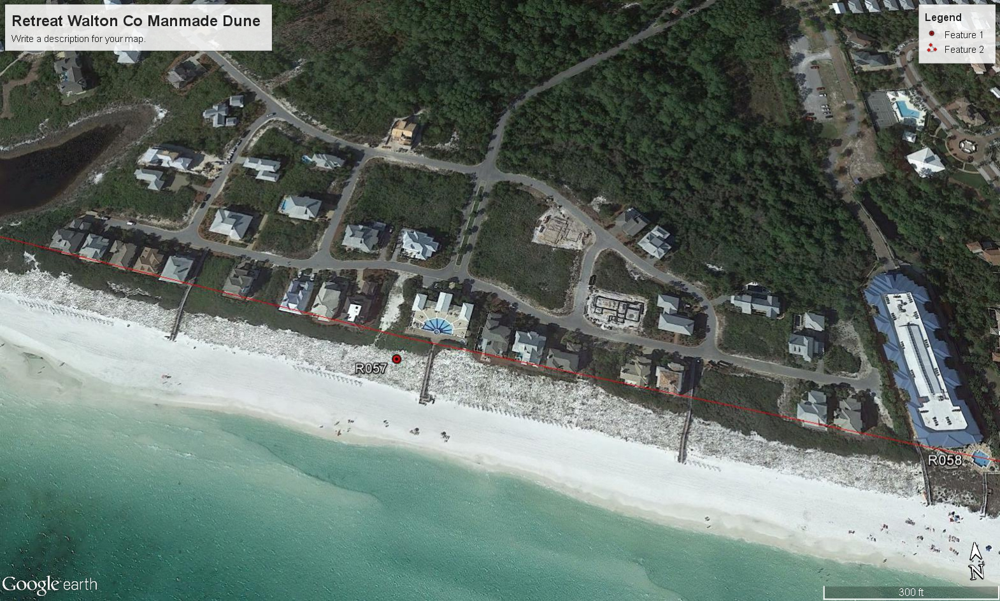 Retreat Walton Co Manmade Dune
Write a description for your map.
Legend
Feature 1
Feature 2
R057
R058
N
Google earth
300 ft